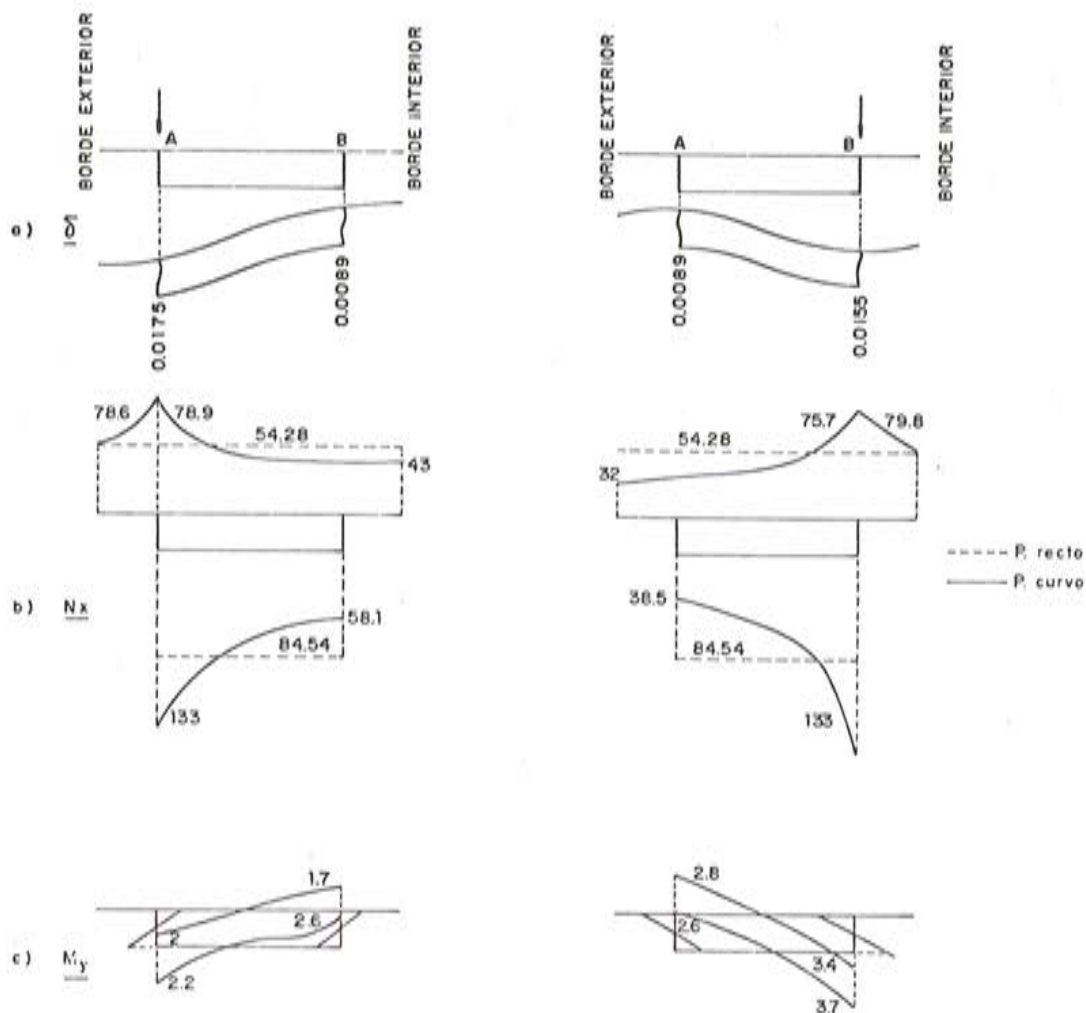 BORDE EXTERIOR
BORDE INTERIOR
BORDE EXTERIOR
BORDE INTERIOR
A
B
A
B
a)
0.0175
0.0089
0.0089
0.0155
78.6
78.9
54.28
43
54.28
75.7
79.8
32
P. recto
P. curvo
b) Nx
58.1
84.54
133
38.5
84.54
133
1.7
2.6
2
2.2
2.8
2.6
3.4
3.7
c) My